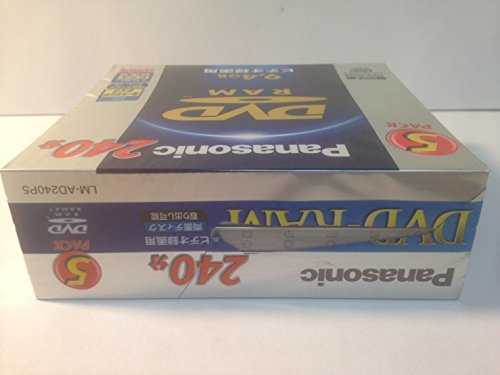 Panasonic
240分
DVD
RAM
9.4GB
ビデオ録画用
5
PACK
Panasonic
240分
DVD-RAM
ビデオ録画用
両面ディスク
取り出し可能
DVD
RAM
5
PACK
LM-AD240P5